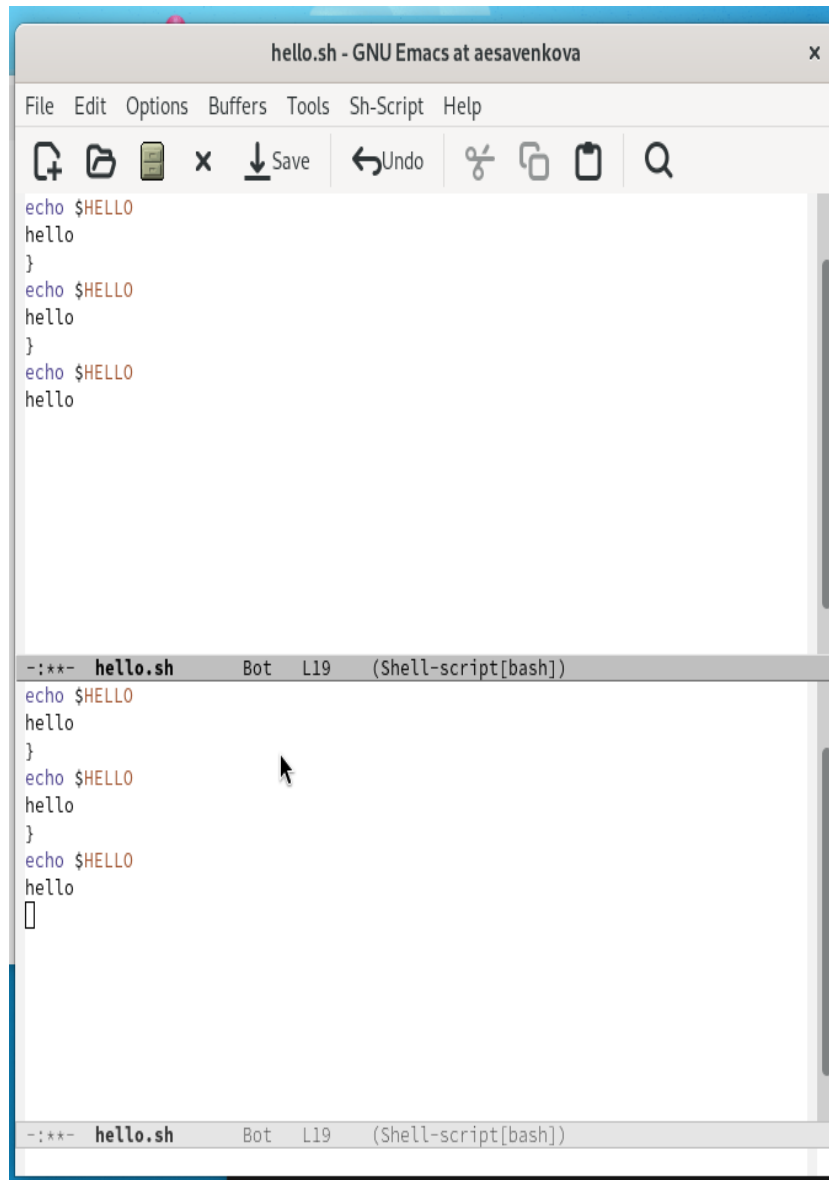 hello.sh - GNU Emacs at aesavenkova
File Edit Options Buffers Tools Sh-Script Help
Save Undo
echo $HELLO
hello
}
echo $HELLO
hello
}
echo $HELLO
hello
-:**- hello.sh Bot L19 (Shell-script[bash])
echo $HELLO
hello
}
echo $HELLO
hello
}
echo $HELLO
hello
-:**- hello.sh Bot L19 (Shell-script[bash])